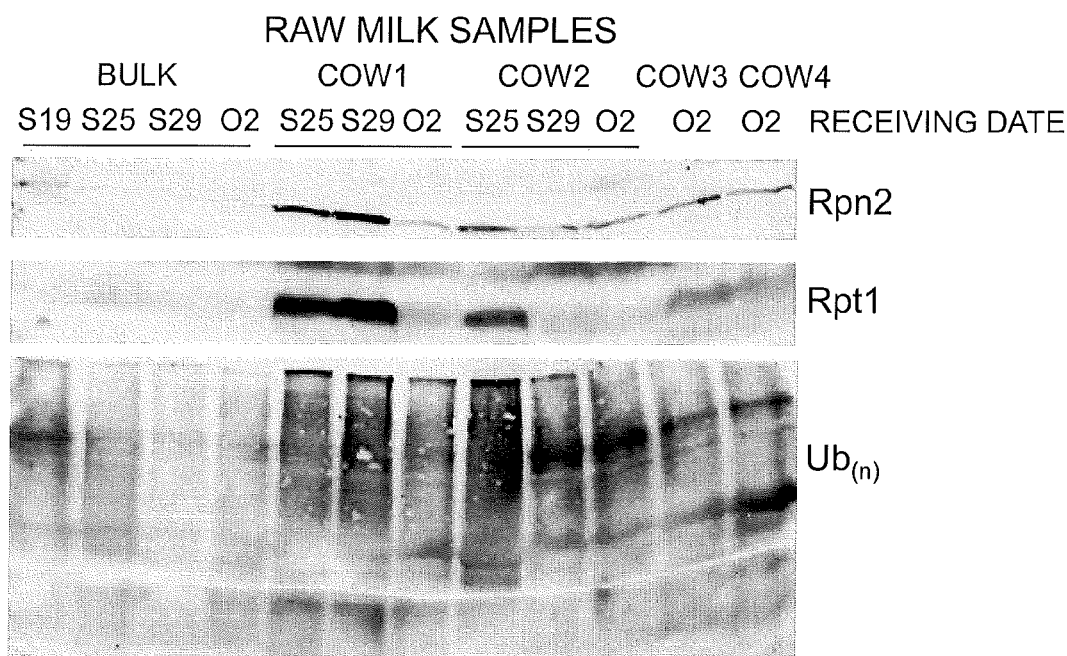 RAW MILK SAMPLES
BULK COW1 COW2 COW3 COW4
S19 S25 S29 O2 S25 S29 O2 S25 S29 O2 O2 O2 RECEIVING DATE
Rpn2
Rpt1
Ub(n)